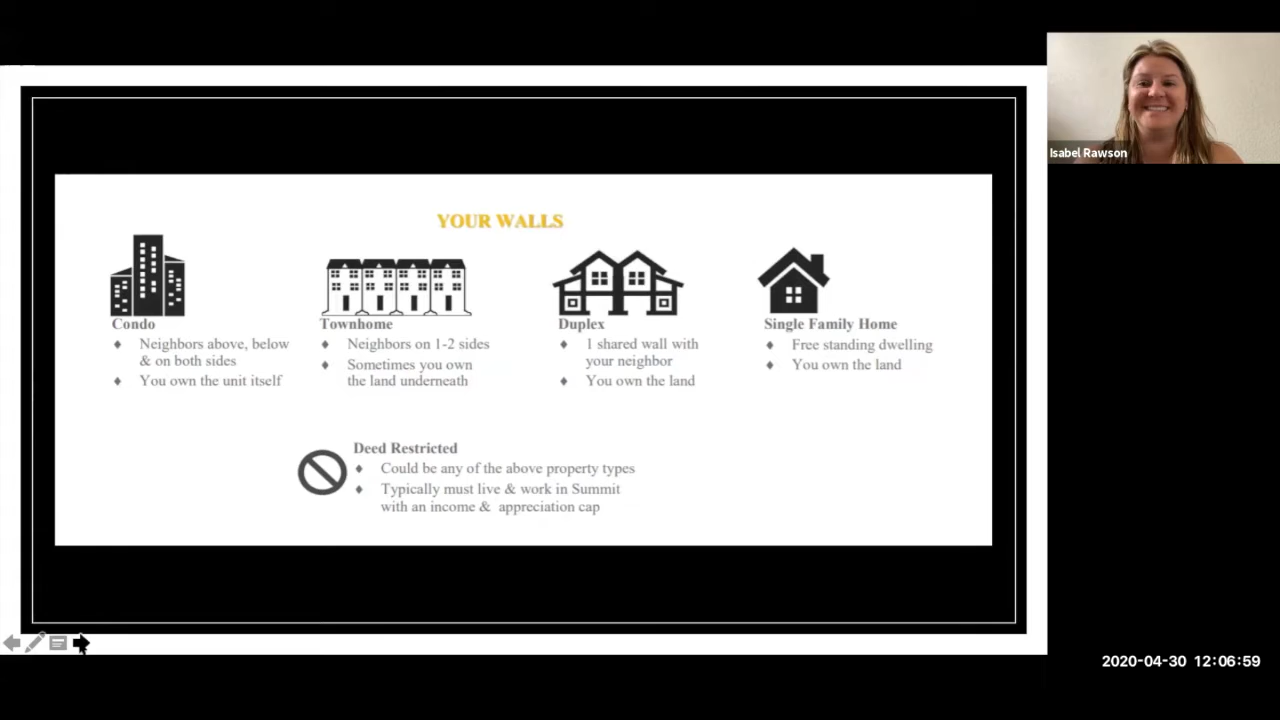 YOUR WALLS
Condo
♦ Neighbors above, below
& on both sides
♦ You own the unit itself
Townhome
♦ Neighbors on 1-2 sides
♦ Sometimes you own
the land underneath
Duplex
♦ 1 shared wall with
your neighbor
♦ You own the land
Single Family Home
♦ Free standing dwelling
♦ You own the land
Deed Restricted
♦ Could be any of the above property types
♦ Typically must live & work in Summit
with an income & appreciation cap
Isabel Rawson
2020-04-30 12:06:59